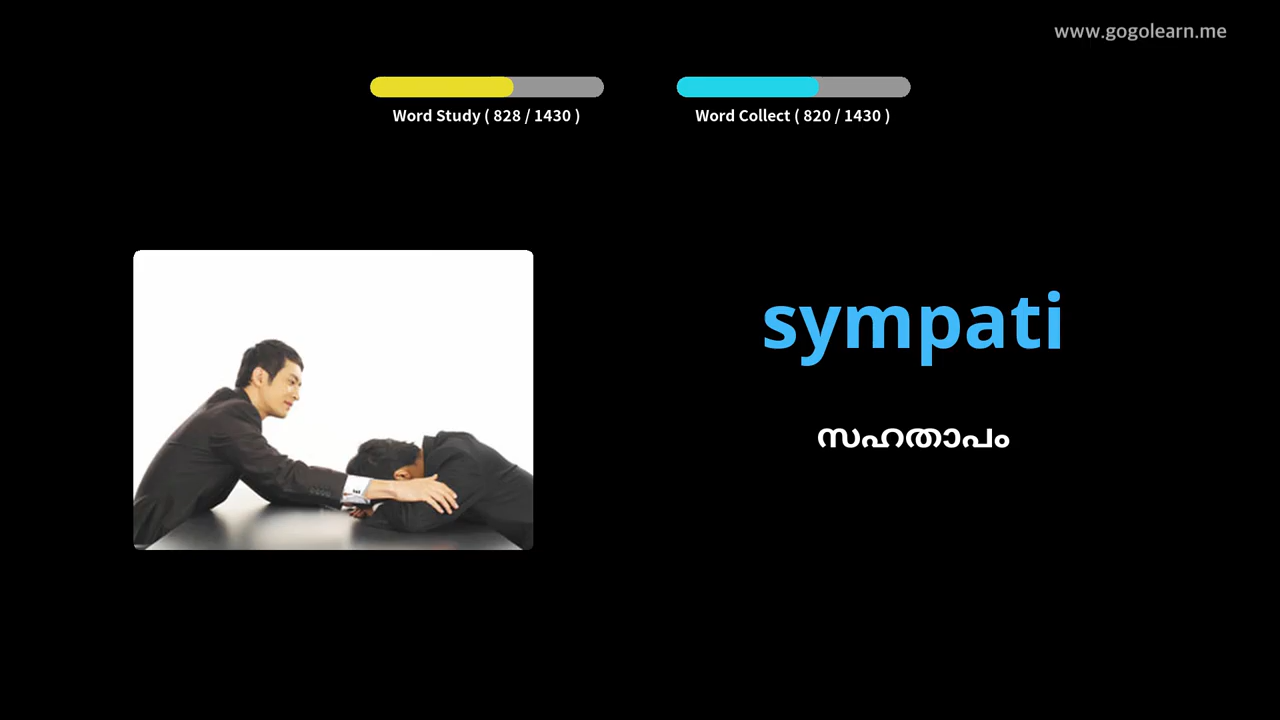 www.gogolearn.me
Word Study ( 828 / 1430 )
Word Collect ( 820 / 1430 )
sympati
സഹതാപം